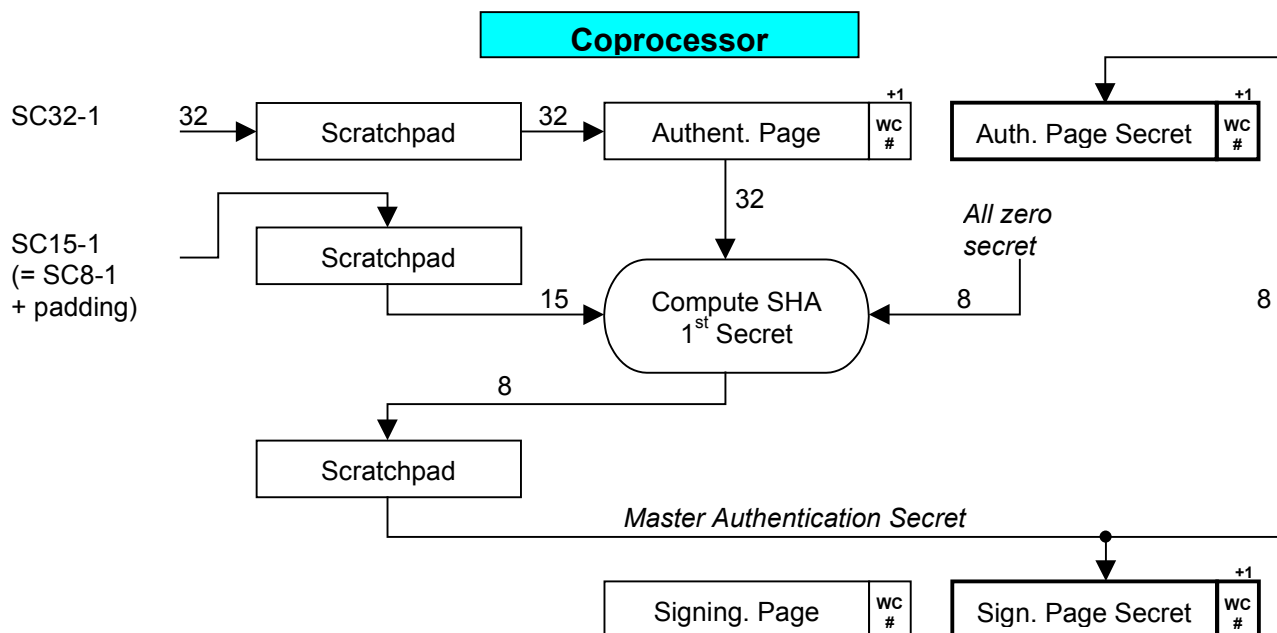 Coprocessor
SC32-1
32
Scratchpad
32
Authent. Page
+1
WC
#
Auth. Page Secret
+1
WC
#
32
All zero
secret
SC15-1
(= SC8-1
+ padding)
Scratchpad
15
Compute SHA
1st Secret
8
8
8
Scratchpad
Master Authentication Secret
Signing. Page
WC
#
Sign. Page Secret
+1
WC
#